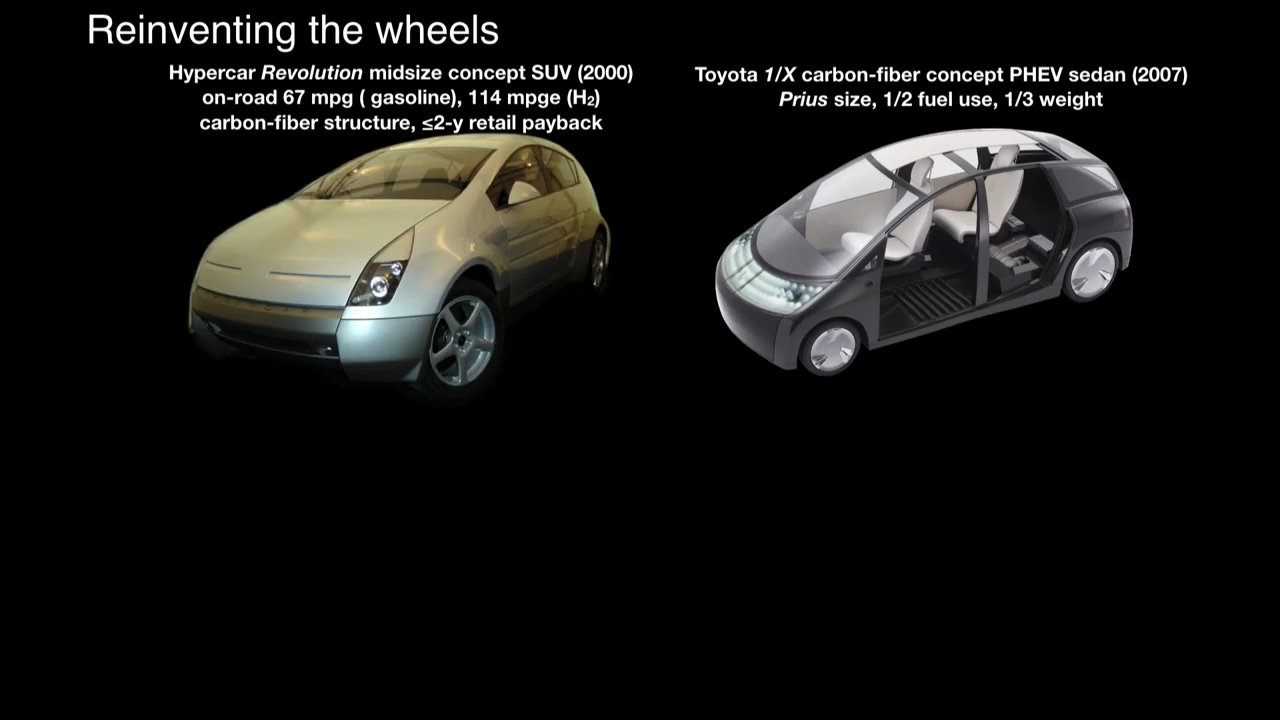 Reinventing the wheels
Hypercar Revolution midsize concept SUV (2000)
on-road 67 mpg ( gasoline), 114 mpge (H₂)
carbon-fiber structure, ≤2-y retail payback
Toyota 1/X carbon-fiber concept PHEV sedan (2007)
Prius size, 1/2 fuel use, 1/3 weight